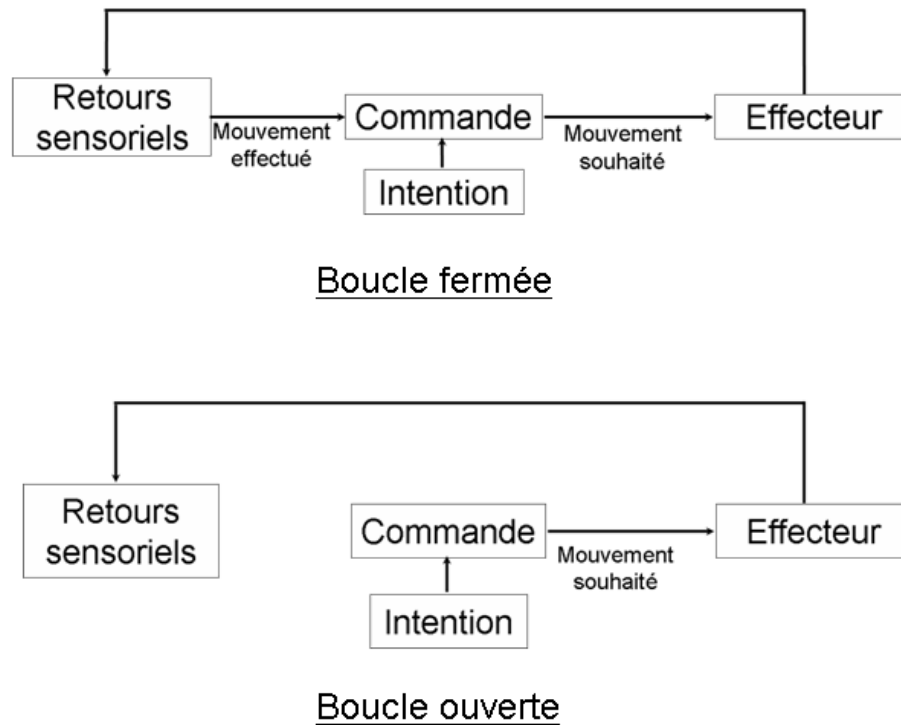 Retours
sensoriels
Mouvement
effectué
Commande
Mouvement
souhaité
Effecteur
Intention
Boucle fermée
Retours
sensoriels
Commande
Mouvement
souhaité
Effecteur
Intention
Boucle ouverte